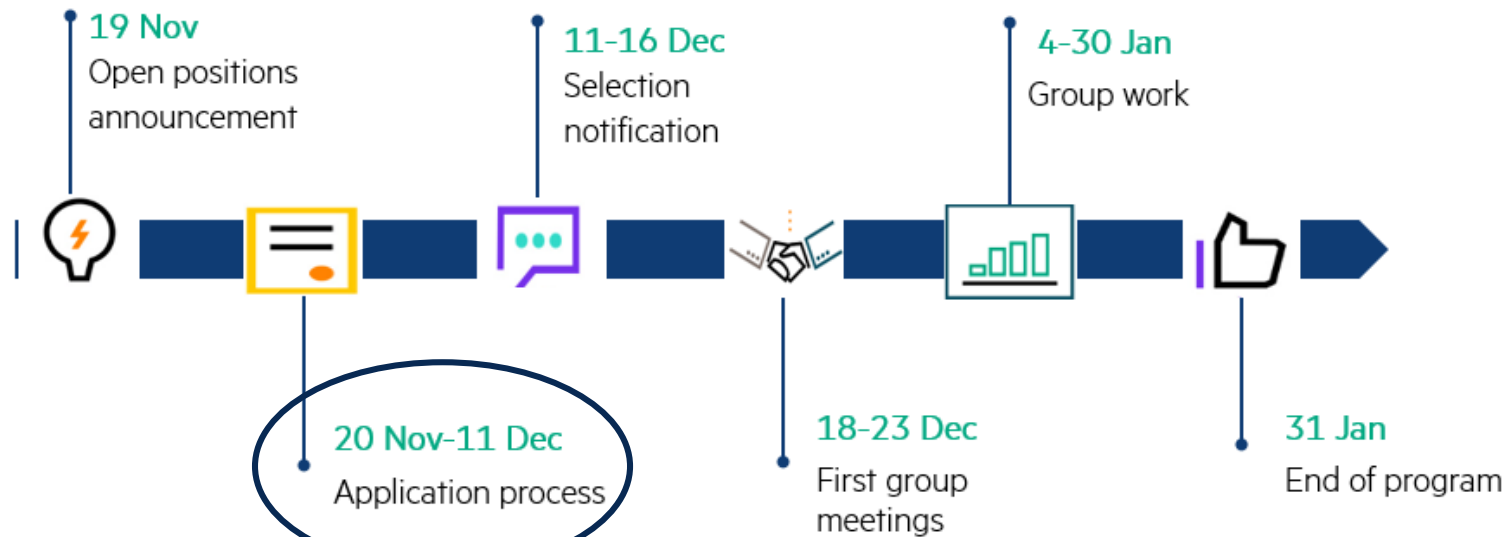 19 Nov
Open positions
announcement
20 Nov-11 Dec
Application process
11-16 Dec
Selection
notification
18-23 Dec
First group
meetings
4-30 Jan
Group work
31 Jan
End of program